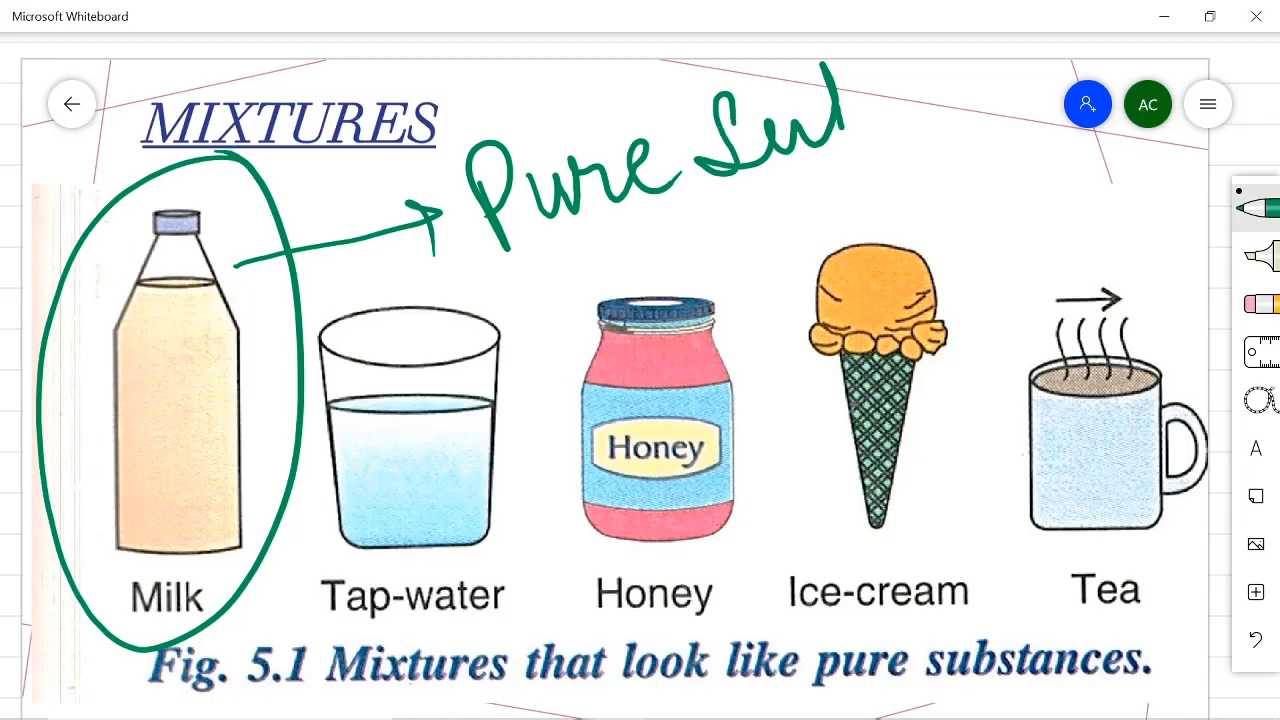 Microsoft Whiteboard
MIXTURES
Pure
AC
Honey
Milk
Tap-water
Honey
Ice-cream
Tea
Fig. 5.1 Mixtures that look like pure substances.
A